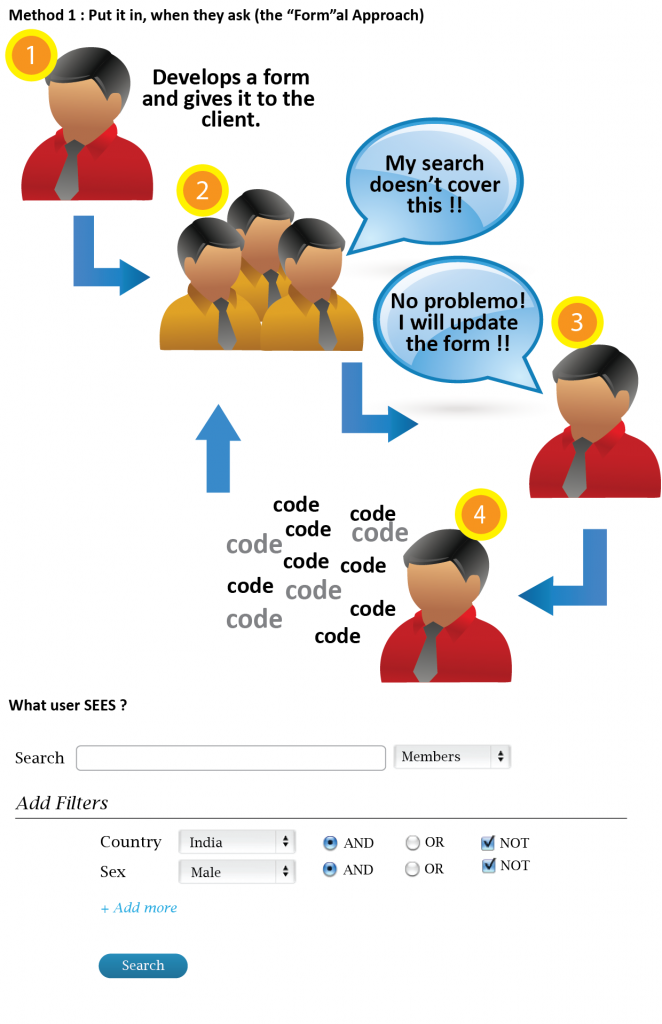 Method 1 : Put it in, when they ask (the “Form”al Approach)
1
Develops a form
and gives it to the
client.
2
My search
doesn’t cover
this !!
No problemo!
I will update
the form !!
3
4
code
code
code
code
code
code
code
code
code
code
code
code
What user SEES ?
Search
Members
Add Filters
Country
India
AND
OR
NOT
Sex
Male
AND
OR
NOT
+ Add more
Search